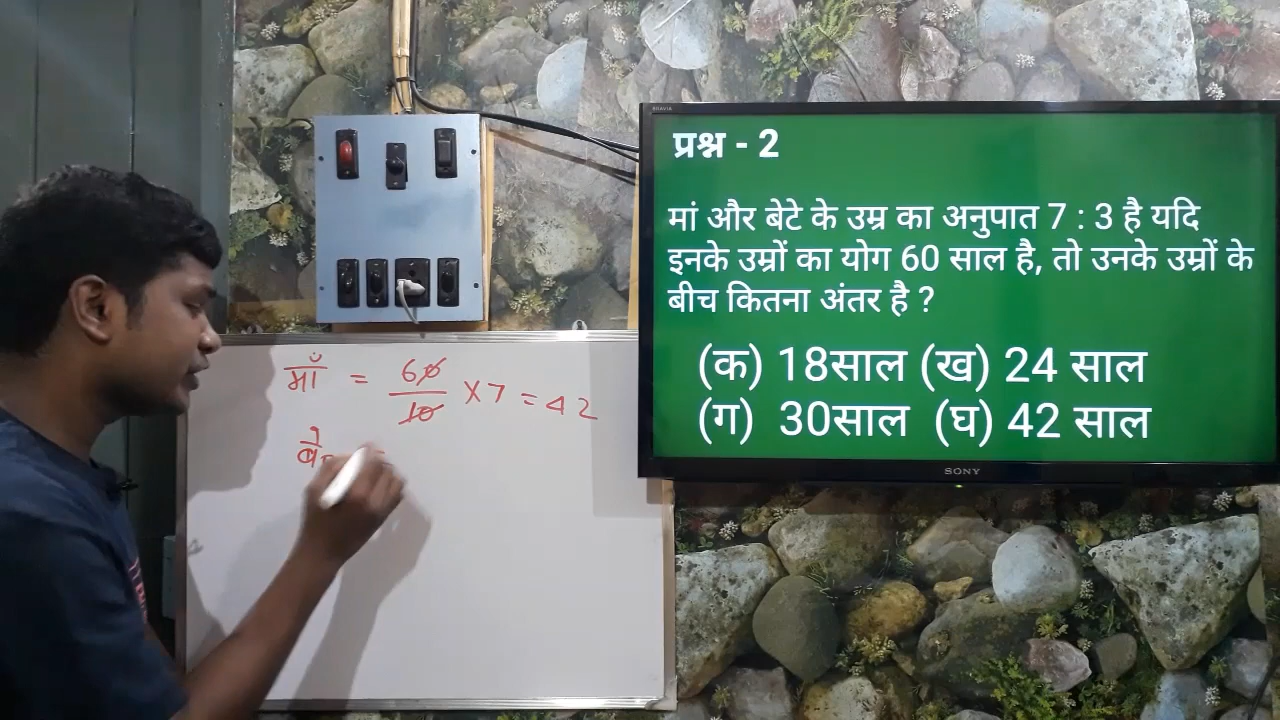 BRAVIA
प्रश्न - 2
मां और बेटे के उम्र का अनुपात 7 : 3 है यदि
इनके उम्रों का योग 60 साल है, तो उनके उम्रों के
बीच कितना अंतर है ?
(क) 18साल (ख) 24 साल
(ग) 30साल (घ) 42 साल
SONY
माँ = 60/10 X 7 = 42